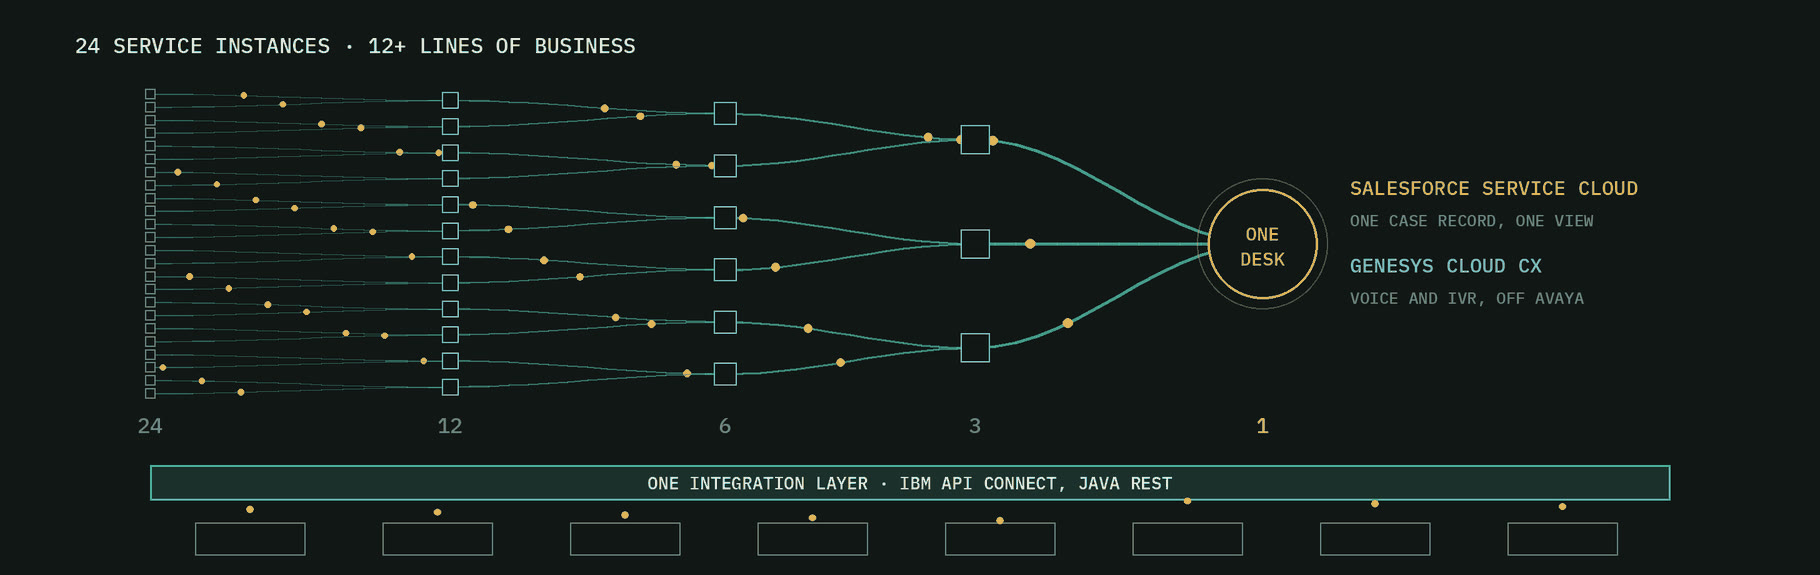 24 SERVICE INSTANCES · 12+ LINES OF BUSINESS
ONE
DESK
SALESFORCE SERVICE CLOUD
ONE CASE RECORD, ONE VIEW
GENESYS CLOUD CX
VOICE AND IVR, OFF AVAYA
24 12 6 3 1
ONE INTEGRATION LAYER · IBM API CONNECT, JAVA REST